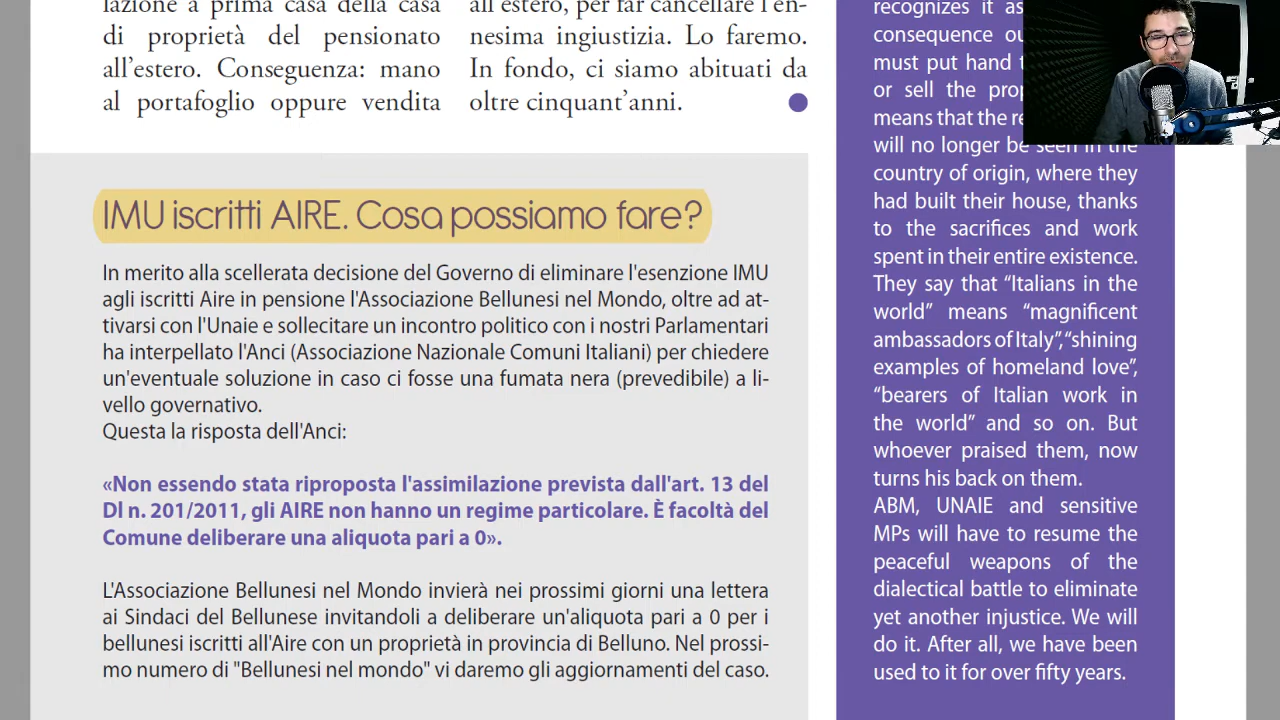 lazione a prima casa della casa
di proprietà del pensionato
all'estero. Conseguenza: mano
al portafoglio oppure vendita
all'estero, per far cancellare l'en-
resima ingiustizia. Lo faremo.
In fondo, ci siamo abituati da
oltre cinquant'anni.
IMU iscritti AIRE. Cosa possiamo fare?
In merito alla scellerata decisione del Governo di eliminare l'esenzione IMU
agli iscritti Aire in pensione l'Associazione Bellunesi nel Mondo, oltre ad at-
tivarsi con l'Unaie e sollecitare un incontro politico con i nostri Parlamentari
ha interpellato l'Anci (Associazione Nazionale Comuni Italiani) per chiedere
un'eventuale soluzione in caso ci fosse una fumata nera (prevedibile) a li-
vello governativo.
Questa la risposta dell'Anci:
«Non essendo stata riproposta l'assimilazione prevista dall'art. 13 del
Dl n. 201/2011, gli AIRE non hanno un regime particolare. È facoltà del
Comune deliberare una aliquota pari a 0».
L'Associazione Bellunesi nel Mondo invierà nei prossimi giorni una lettera
ai Sindaci del Bellunese invitandoli a deliberare un'aliquota pari a 0 per i
bellunesi iscritti all'Aire con un proprietà in provincia di Belluno. Nel prossi-
mo numero di "Bellunesi nel mondo" vi daremo gli aggiornamenti del caso.
recognizes it as
consequence
must put hand
or sell the
means that the
will no longer be seen in the
country of origin, where they
had built their house, thanks
to the sacrifices and work
spent in their entire existence.
They say that “Italians in the
world” means “magnificent
ambassadors of Italy”, “shining
examples of homeland love”,
“bearers of Italian work in
the world” and so on. But
whoever praised them, now
turns his back on them.
ABM, UNAIE and sensitive
MPs will have to resume the
peaceful weapons of the
dialectical battle to eliminate
yet another injustice. We will
do it. After all, we have been
used to it for over fifty years.